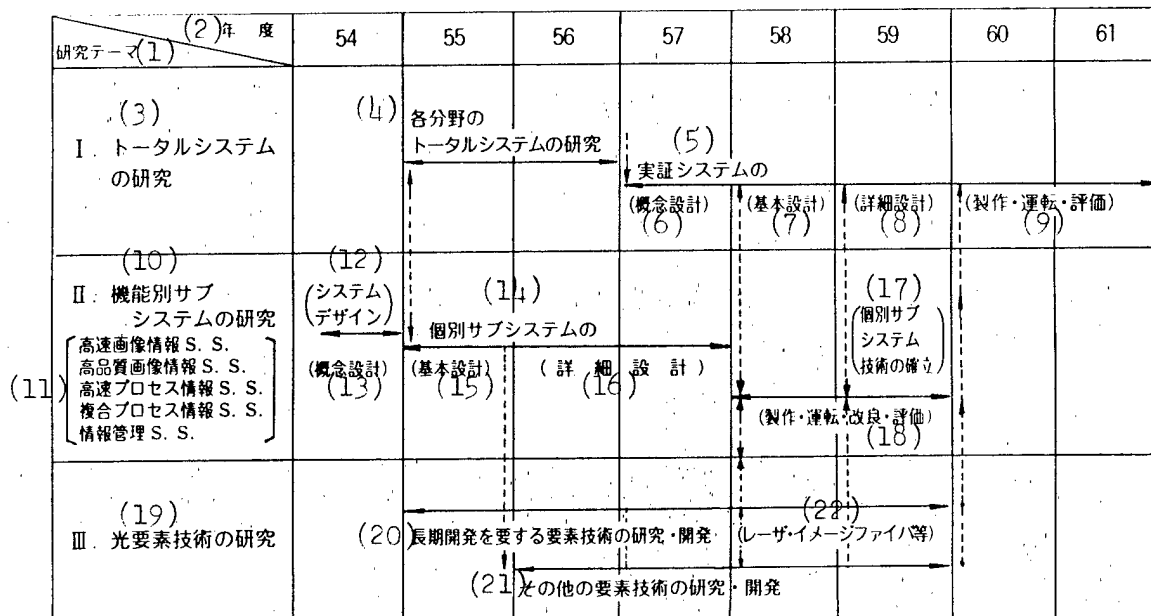 (2)年 度
研究テーマ(1)
54 55 56 57 58 59 60 61
(3)
Ⅰ. トータルシステム
の研究
(4) 各分野の
トータルシステムの研究
(5)
実証システムの
(概念設計) (基本設計) (詳細設計) (製作・運転・評価)
(6) (7) (8) (9)
(10)
Ⅱ. 機能別サブ
システムの研究
(11)
高速画像情報 S. S.
高品質画像情報 S. S.
高速プロセス情報 S. S.
複合プロセス情報 S. S.
情報管理 S. S.
(12)
(システム
デザイン)
(概念設計)
(13)
(14)
個別サブシステムの
(基本設計) (詳細設計)
(15) (16)
(17)
(個別サブ
システム
技術の確立)
(製作・運転・改良・評価)
(18)
(19)
Ⅲ. 光要素技術の研究
(20) 長期開発を要する要素技術の研究・開発
(22)
(レーザ・イメージファイバ等)
(21) その他の要素技術の研究・開発